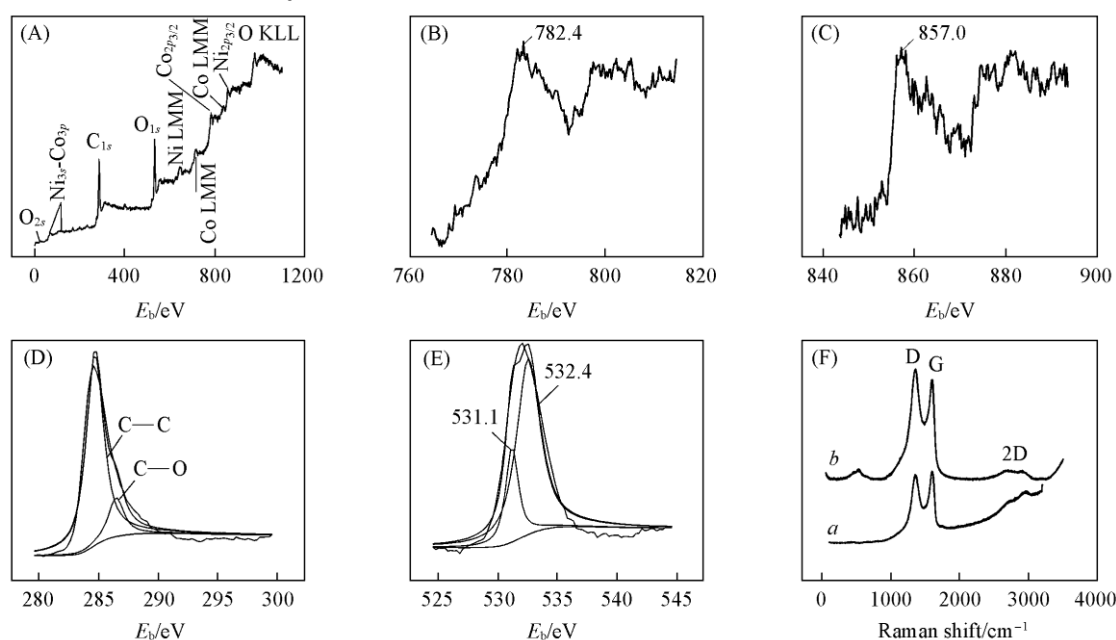 (A)
O KLL
Co2p3/2
Co LMM
Ni2p3/2
O1s
Ni LMM
C1s
Ni3s-Co3p
O2s
Co LMM
0 400 800 1200
Eb/eV
(B)
782.4
760 780 800 820
Eb/eV
(C)
857.0
840 860 880 900
Eb/eV
(D)
C—C
C—O
280 285 290 295 300
Eb/eV
(E)
532.4
531.1
525 530 535 540 545
Eb/eV
(F)
D
G
2D
b
a
0 1000 2000 3000 4000
Raman shift/cm⁻¹